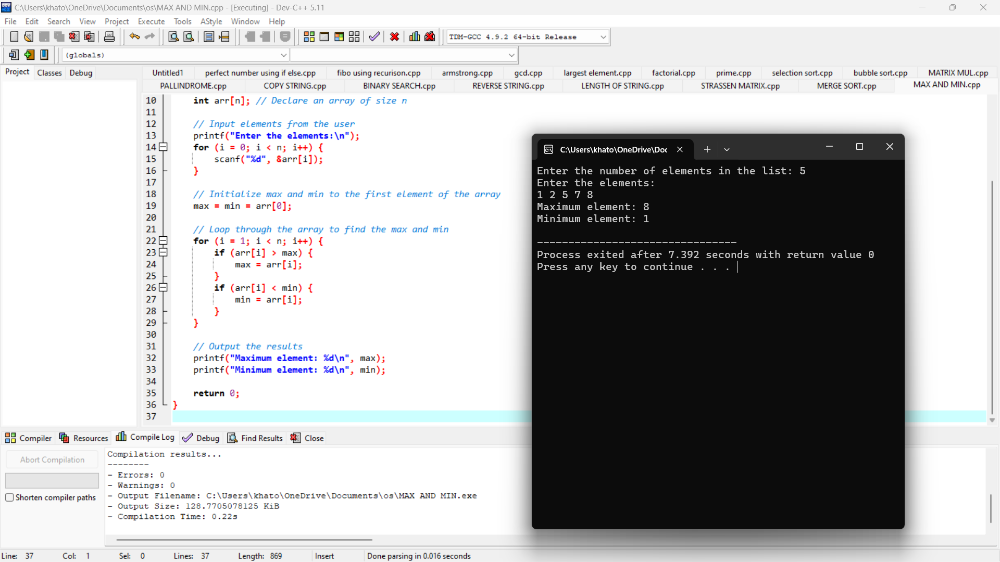 C:\Users\khato\OneDrive\Documents\os\MAX AND MIN.cpp - [Executing] - Dev-C++ 5.11
File Edit Search View Project Execute Tools AStyle Window Help
TDM-GCC 4.9.2 64-bit Release
(globals)
Project Classes Debug
Untitled1 perfect number using if else.cpp fibo using recurison.cpp armstrong.cpp gcd.cpp largest element.cpp factorial.cpp prime.cpp selection sort.cpp bubble sort.cpp MATRIX MUL.cpp
PALLINDROME.cpp COPY STRING.cpp BINARY SEARCH.cpp REVERSE STRING.cpp LENGTH OF STRING.cpp STRASSEN MATRIX.cpp MERGE SORT.cpp MAX AND MIN.cpp
10 int arr[n]; // Declare an array of size n
11
12 // Input elements from the user
13 printf("Enter the elements:\n");
14 for (i = 0; i < n; i++) {
15 scanf("%d", &arr[i]);
16 }
17
18 // Initialize max and min to the first element of the array
19 max = min = arr[0];
20
21 // Loop through the array to find the max and min
22 for (i = 1; i < n; i++) {
23 if (arr[i] > max) {
24 max = arr[i];
25 }
26 if (arr[i] < min) {
27 min = arr[i];
28 }
29 }
30
31 // Output the results
32 printf("Maximum element: %d\n", max);
33 printf("Minimum element: %d\n", min);
34
35 return 0;
36 }
37
C:\Users\khato\OneDrive\Doc
Enter the number of elements in the list: 5
Enter the elements:
1 2 5 7 8
Maximum element: 8
Minimum element: 1
--------------------------------
Process exited after 7.392 seconds with return value 0
Press any key to continue . . .
Compiler Resources Compile Log Debug Find Results Close
Abort Compilation
Shorten compiler paths
Compilation results...
--------
- Errors: 0
- Warnings: 0
- Output Filename: C:\Users\khato\OneDrive\Documents\os\MAX AND MIN.exe
- Output Size: 128.7705078125 KiB
- Compilation Time: 0.22s
Line: 37 Col: 1 Sel: 0 Lines: 37 Length: 869 Insert Done parsing in 0.016 seconds